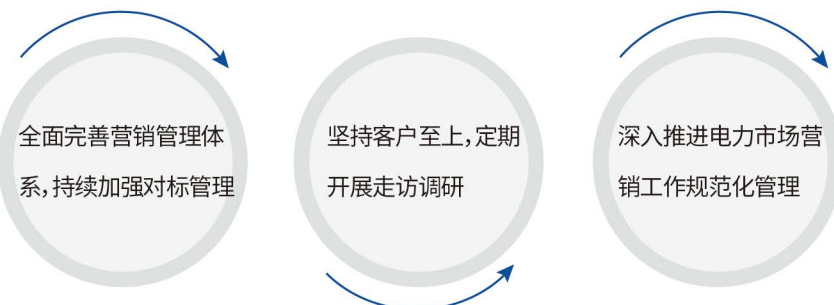 全面完善营销管理体
系,持续加强对标管理
坚持客户至上,定期
开展走访调研
深入推进电力市场营
销工作规范化管理